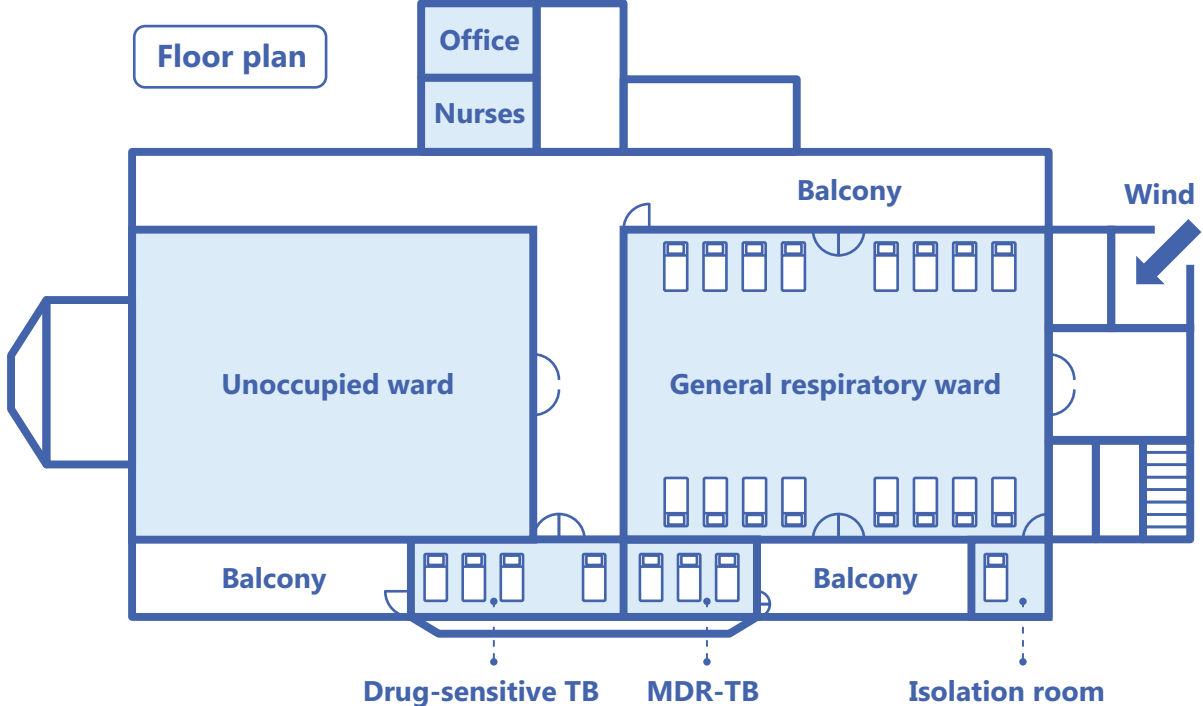 Floor plan
Office
Nurses
Balcony
Wind
Unoccupied ward
General respiratory ward
Balcony
Balcony
Drug-sensitive TB
MDR-TB
Isolation room